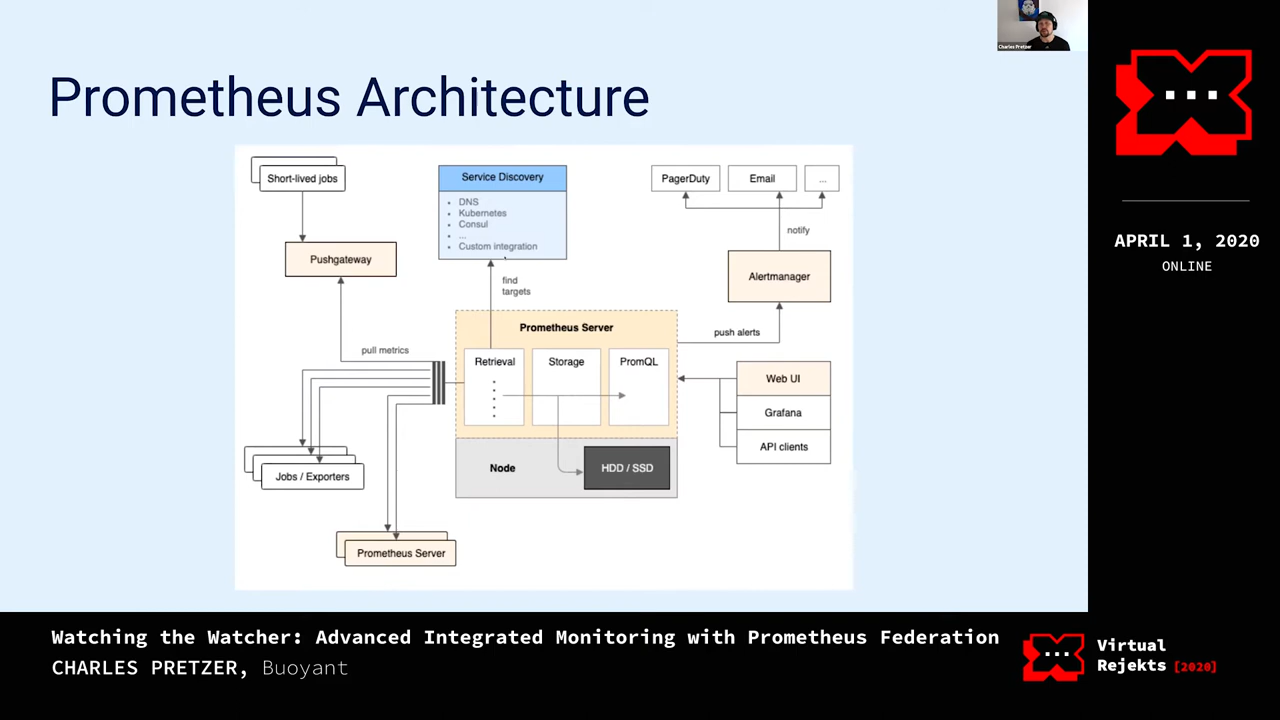 Charles Pretzer
Prometheus Architecture
Short-lived jobs
Pushgateway
pull metrics
Jobs / Exporters
Prometheus Server
Service Discovery
• DNS
• Kubernetes
• Consul
• ...
• Custom integration
find
targets
Prometheus Server
Retrieval
Storage
PromQL
Node
HDD / SSD
PagerDuty
Email
...
notify
Alertmanager
push alerts
Web UI
Grafana
API clients
APRIL 1, 2020
ONLINE
Watching the Watcher: Advanced Integrated Monitoring with Prometheus Federation
CHARLES PRETZER, Buoyant
Virtual
Rejekts [2020]